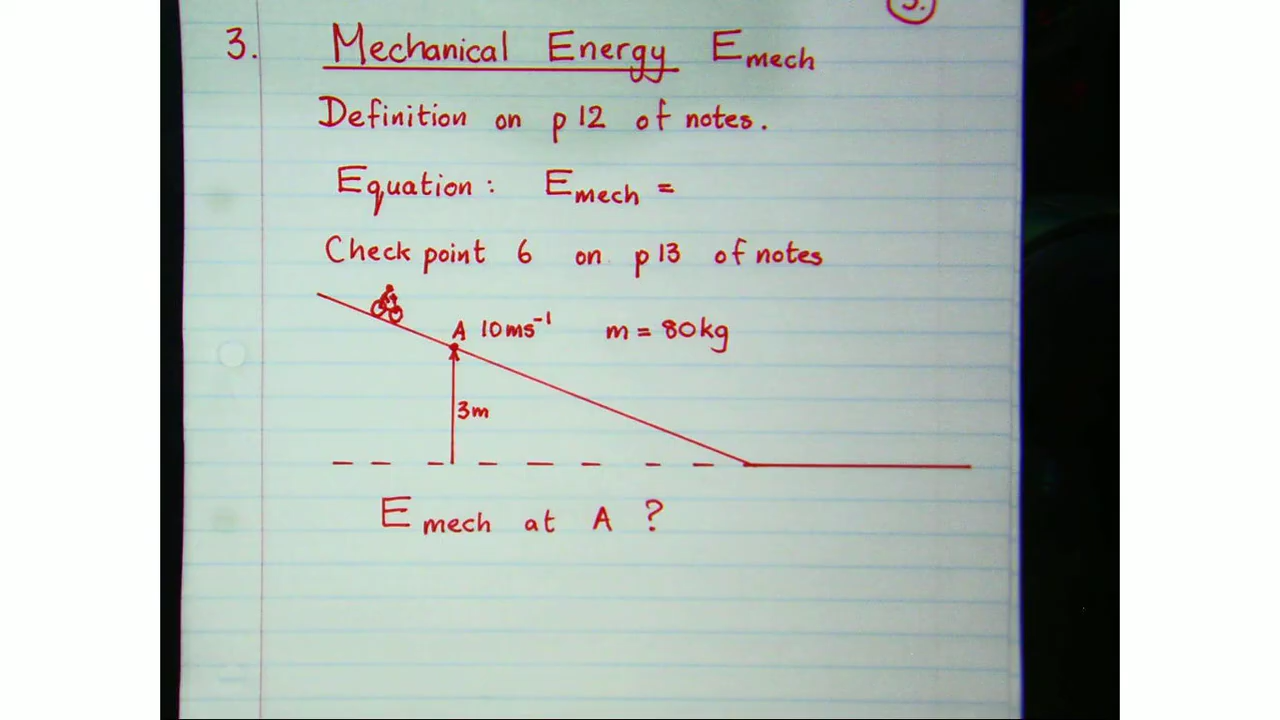 3.
3. Mechanical Energy Emech
Definition on p12 of notes.
Equation: Emech =
Check point 6 on p13 of notes
A 10ms⁻¹ m = 80kg
3m
Emech at A ?